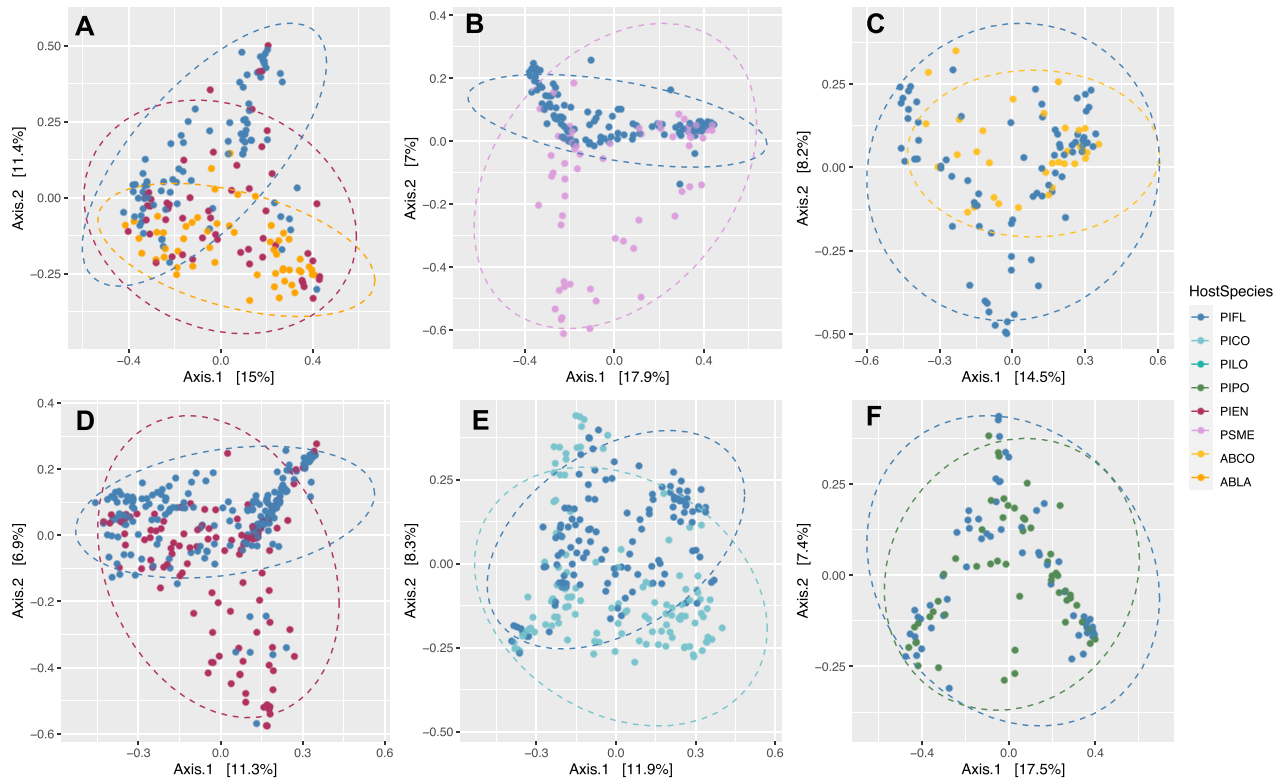 A
0.50
0.25
0.00
−0.25
Axis.2 [11.4%]
−0.4
0.0
0.4
Axis.1 [15%]
B
0.4
0.2
0.0
−0.2
−0.4
−0.6
Axis.2 [7%]
−0.4
0.0
0.4
Axis.1 [17.9%]
C
0.25
0.00
−0.25
−0.50
Axis.2 [8.2%]
−0.6
−0.3
0.0
0.3
0.6
Axis.1 [14.5%]
HostSpecies
PIFL
PICO
PILO
PIPO
PIEN
PSME
ABCO
ABLA
D
0.4
0.2
0.0
−0.2
−0.4
−0.6
Axis.2 [6.9%]
−0.3
0.0
0.3
0.6
Axis.1 [11.3%]
E
0.25
0.00
−0.25
−0.50
Axis.2 [8.3%]
−0.3
0.0
0.3
0.6
Axis.1 [11.9%]
F
0.25
0.00
−0.25
Axis.2 [7.4%]
−0.4
0.0
0.4
Axis.1 [17.5%]